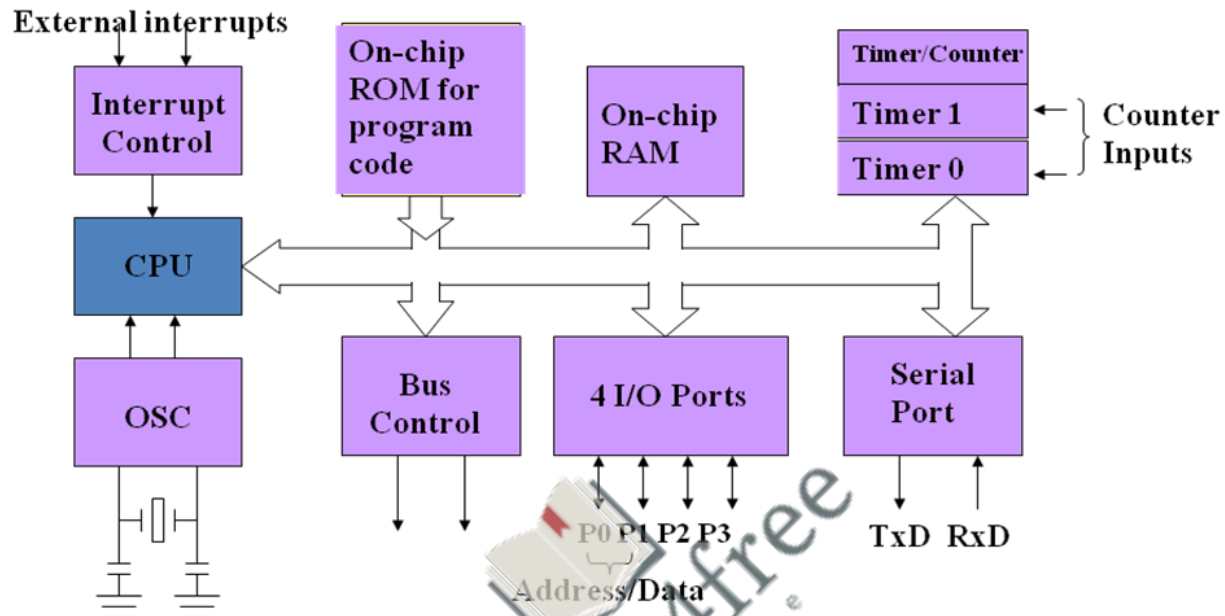 External interrupts
Interrupt
Control
CPU
OSC
On-chip
ROM for
program
code
On-chip
RAM
Timer/Counter
Timer 1
Timer 0
Counter
Inputs
Bus
Control
4 I/O Ports
P0 P1 P2 P3
Address/Data
Serial
Port
TxD RxD
4free
e